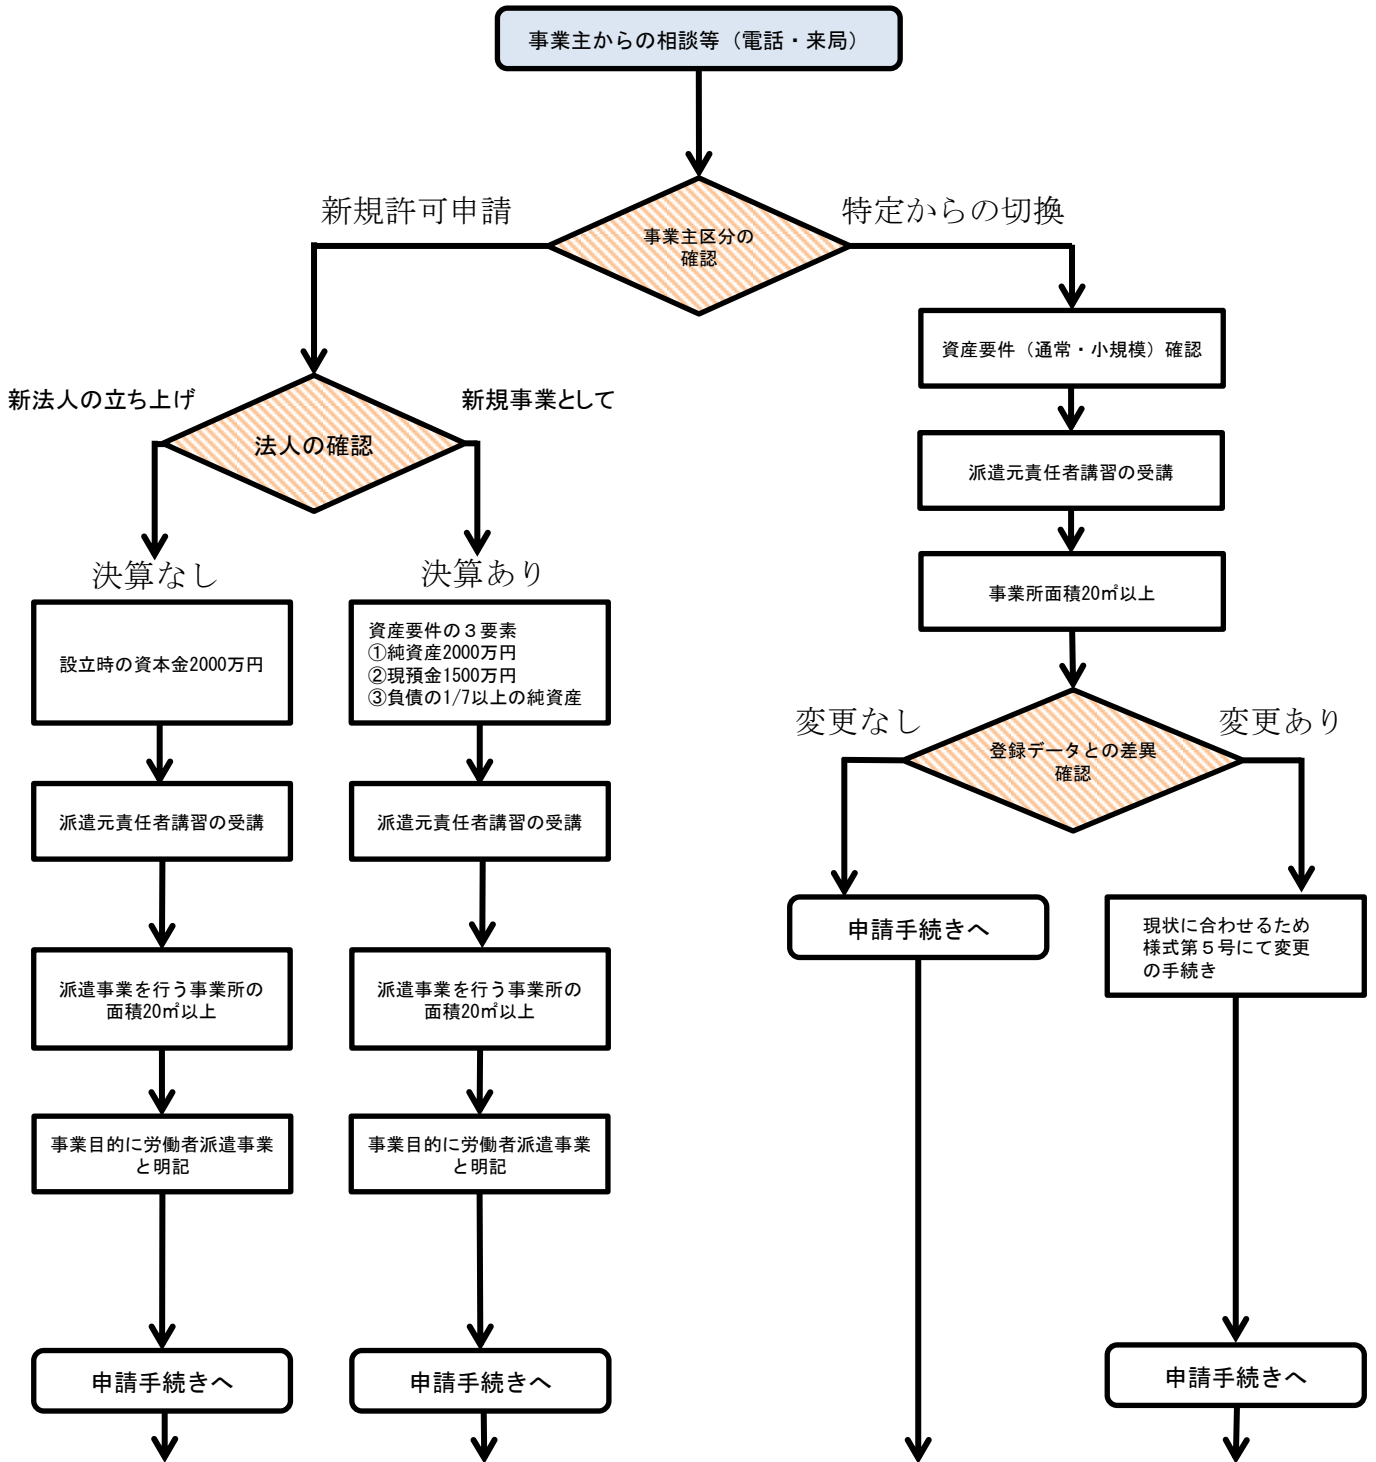 事業主からの相談等（電話・来局）
新規許可申請
特定からの切換
事業主区分の
確認
資産要件（通常・小規模）確認
新法人の立ち上げ
新規事業として
法人の確認
派遣元責任者講習の受講
決算なし
決算あり
事業所面積20㎡以上
設立時の資本金2000万円
資産要件の３要素
①純資産2000万円
②現預金1500万円
③負債の1/7以上の純資産
変更なし
変更あり
登録データとの差異
確認
派遣元責任者講習の受講
派遣元責任者講習の受講
申請手続きへ
現状に合わせるため
様式第５号にて変更
の手続き
派遣事業を行う事業所の
面積20㎡以上
派遣事業を行う事業所の
面積20㎡以上
事業目的に労働者派遣事業
と明記
事業目的に労働者派遣事業
と明記
申請手続きへ
申請手続きへ
申請手続きへ